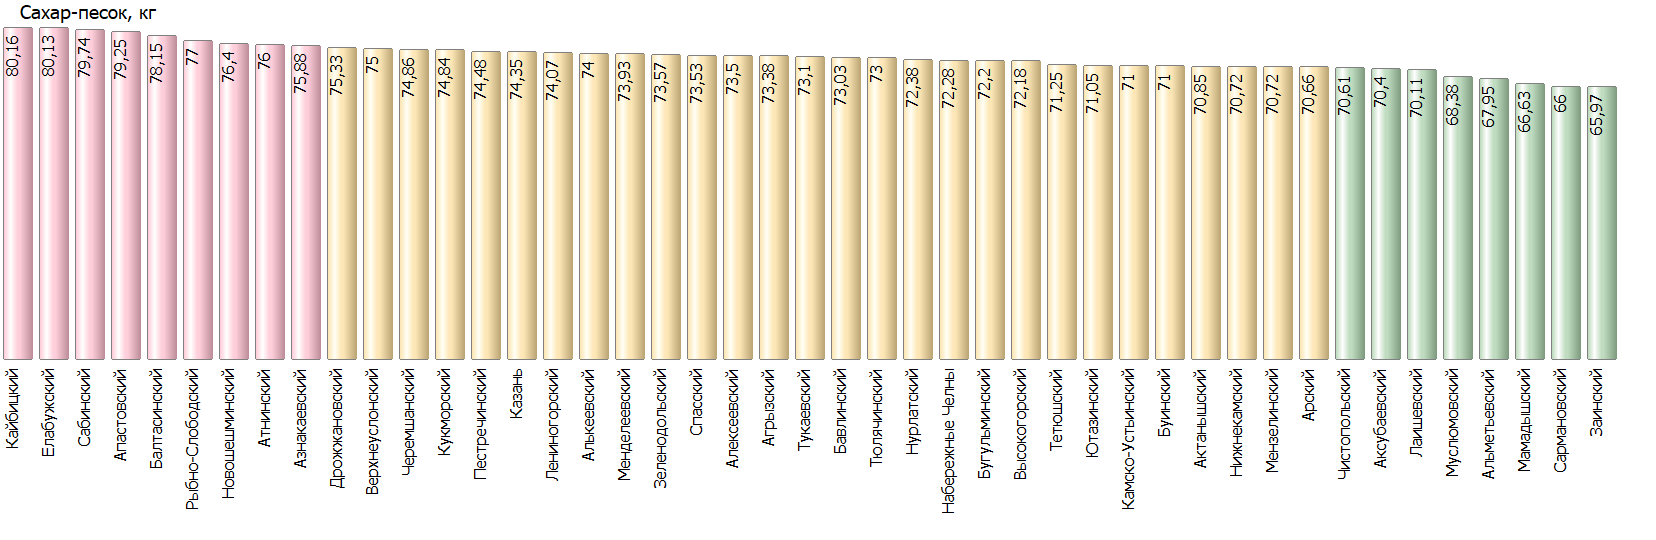 Сахар-песок, кг
80,16
80,13
79,74
79,25
78,15
77
76,4
76
75,88
75,33
75
74,86
74,84
74,48
74,35
74,07
74
73,93
73,57
73,53
73,5
73,38
73,1
73,03
73
72,38
72,28
72,2
72,18
71,25
71,05
71
71
70,85
70,72
70,72
70,66
70,61
70,4
70,11
68,38
67,95
66,63
66
65,97
Кайбицкий
Елабужский
Сабинский
Апастовский
Балтасинский
Рыбно-Слободский
Новошешминский
Атнинский
Азнакаевский
Дрожжановский
Верхнеуслонский
Черемшанский
Кукморский
Пестречинский
Казань
Лениногорский
Алькеевский
Менделеевский
Зеленодольский
Спасский
Алексеевский
Агрызский
Тукаевский
Бавлинский
Тюлячинский
Нурлатский
Набережные Челны
Бугульминский
Высокогорский
Тетюшский
Ютазинский
Камско-Устьинский
Буинский
Актанышский
Нижнекамский
Мензелинский
Арский
Чистопольский
Аксубаевский
Лаишевский
Муслюмовский
Альметьевский
Мамадышский
Сармановский
Заинский